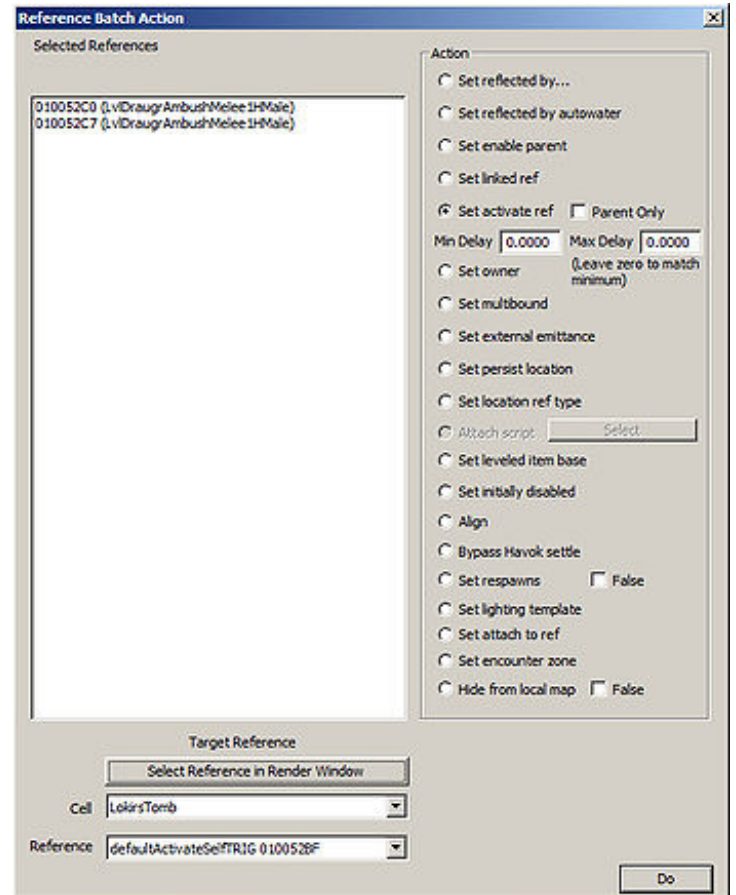 Reference Batch Action
Selected References
010052C0 (LvlDraugrAmbushMelee1HMale)
010052C7 (LvlDraugrAmbushMelee1HMale)
Action
Set reflected by...
Set reflected by autowater
Set enable parent
Set linked ref
Set activate ref Parent Only
Min Delay 0.0000 Max Delay 0.0000
Set owner (Leave zero to match
minimum)
Set multibound
Set external emittance
Set persist location
Set location ref type
Attach script Select
Set leveled item base
Set initially disabled
Align
Bypass Havok settle
Set respawns False
Set lighting template
Set attach to ref
Set encounter zone
Hide from local map False
Target Reference
Select Reference in Render Window
Cell LokirsTomb
Reference defaultActivateSelfTRIG 010052BF
Do